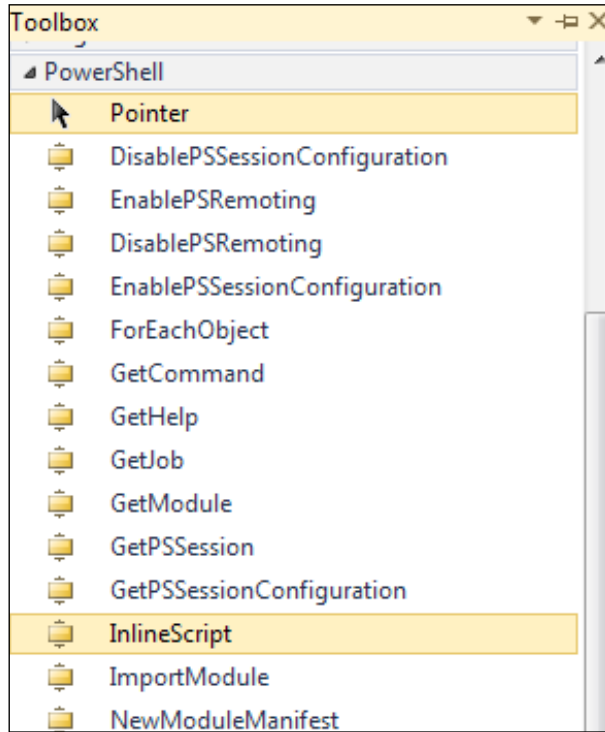 Toolbox
PowerShell
Pointer
DisablePSSessionConfiguration
EnablePSRemoting
DisablePSRemoting
EnablePSSessionConfiguration
ForEachObject
GetCommand
GetHelp
GetJob
GetModule
GetPSSession
GetPSSessionConfiguration
InlineScript
ImportModule
NewModuleManifest